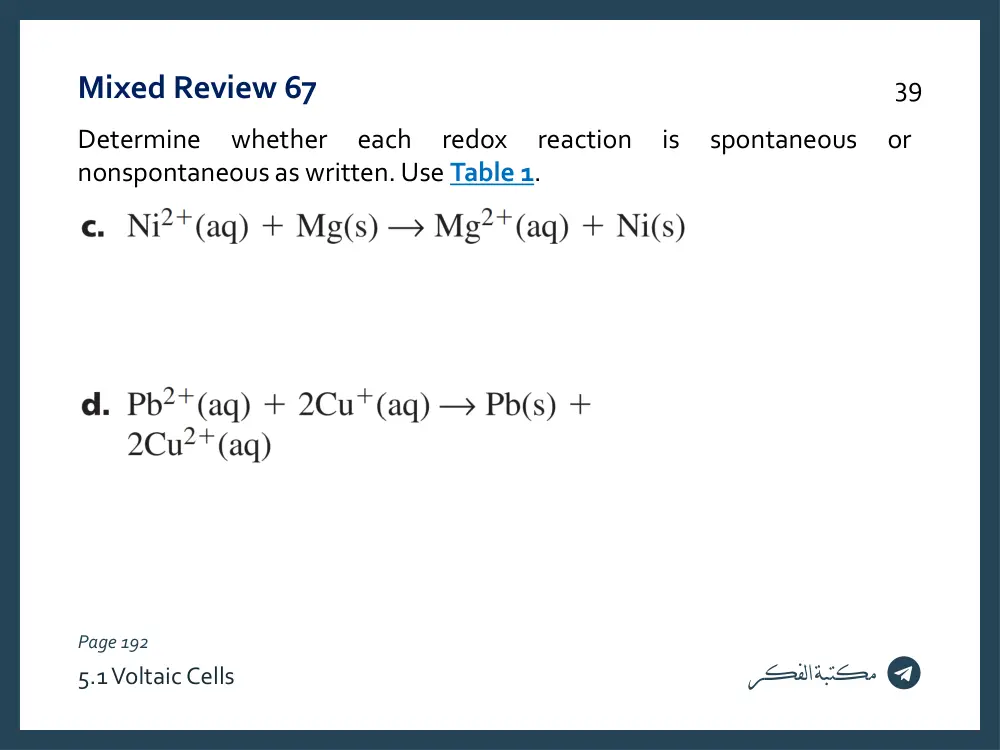 Mixed Review 67
39
Determine whether each redox reaction is spontaneous or
nonspontaneous as written. Use Table 1.
c. Ni²⁺(aq) + Mg(s) → Mg²⁺(aq) + Ni(s)
d. Pb²⁺(aq) + 2Cu⁺(aq) → Pb(s) +
2Cu²⁺(aq)
Page 192
5.1 Voltaic Cells
مكتبة الفكر